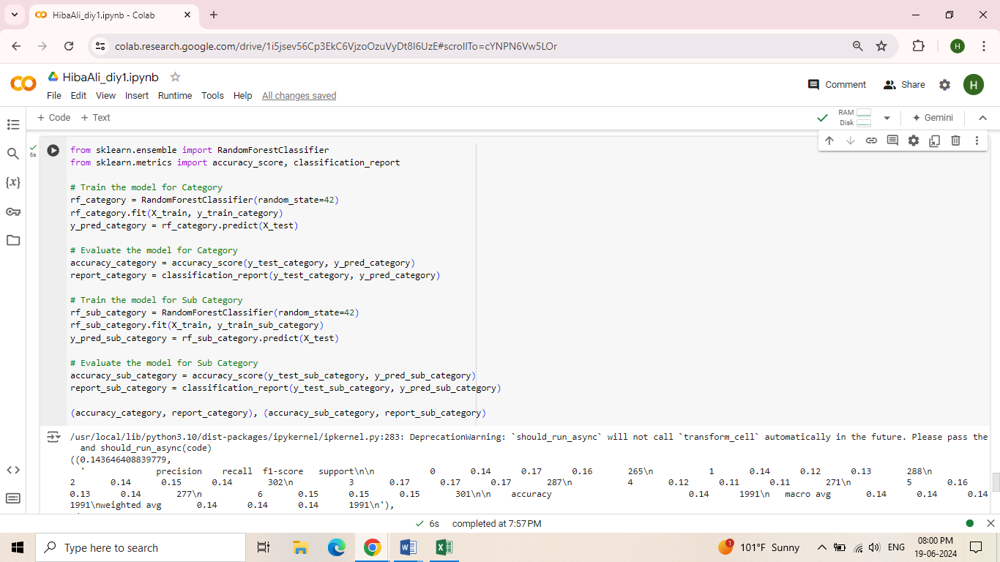 HibaAli_diy1.ipynb - Colab
colab.research.google.com/drive/1i5jsev56Cp3EkC6VjzoOzuVyDt8I6UzE#scrollTo=cYNPN6Vw5LOr
H
HibaAli_diy1.ipynb
File Edit View Insert Runtime Tools Help All changes saved
Comment Share H
+ Code + Text
RAM
Disk
Gemini
{x}
6s
from sklearn.ensemble import RandomForestClassifier
from sklearn.metrics import accuracy_score, classification_report
# Train the model for Category
rf_category = RandomForestClassifier(random_state=42)
rf_category.fit(X_train, y_train_category)
y_pred_category = rf_category.predict(X_test)
# Evaluate the model for Category
accuracy_category = accuracy_score(y_test_category, y_pred_category)
report_category = classification_report(y_test_category, y_pred_category)
# Train the model for Sub Category
rf_sub_category = RandomForestClassifier(random_state=42)
rf_sub_category.fit(X_train, y_train_sub_category)
y_pred_sub_category = rf_sub_category.predict(X_test)
# Evaluate the model for Sub Category
accuracy_sub_category = accuracy_score(y_test_sub_category, y_pred_sub_category)
report_sub_category = classification_report(y_test_sub_category, y_pred_sub_category)
(accuracy_category, report_category), (accuracy_sub_category, report_sub_category)
/usr/local/lib/python3.10/dist-packages/ipykernel/ipkernel.py:283: DeprecationWarning: `should_run_async` will not call `transform_cell` automatically in the future. Please pass the
and should_run_async(code)
((0.143646408839779,
' precision recall f1-score support\n\n 0 0.14 0.17 0.16 265\n 1 0.14 0.12 0.13 288\n
2 0.14 0.15 0.14 302\n 3 0.17 0.17 0.17 287\n 4 0.12 0.11 0.11 271\n 5 0.16
0.13 0.14 277\n 6 0.15 0.15 0.15 301\n\n accuracy 0.14 1991\n macro avg 0.14 0.14 0.14
1991\nweighted avg 0.14 0.14 0.14 1991\n'),
6s completed at 7:57 PM
Type here to search
1
101°F Sunny
ENG
08:00 PM
19-06-2024